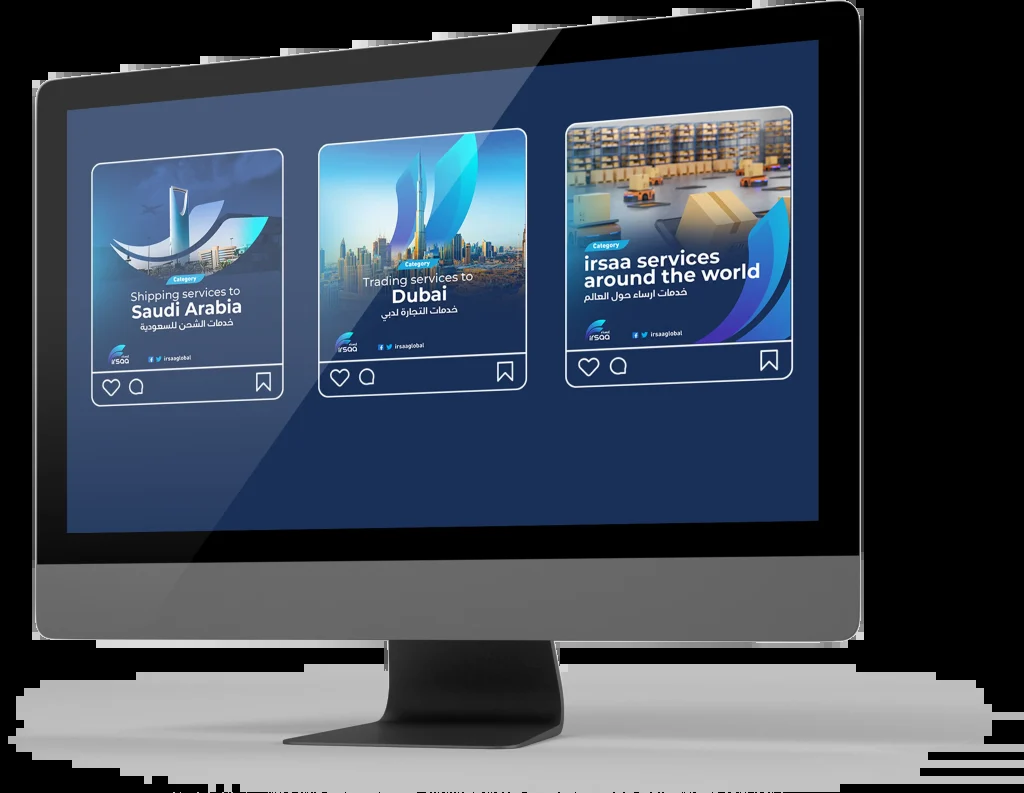 Category
Shipping services to
Saudi Arabia
خدمات الشحن للسعودية
irsaa
irsaaglobal
Category
Trading services to
Dubai
خدمات التجارة لدبي
irsaa
irsaaglobal
Category
irsaa services
around the world
خدمات ارساء حول العالم
irsaa
irsaaglobal